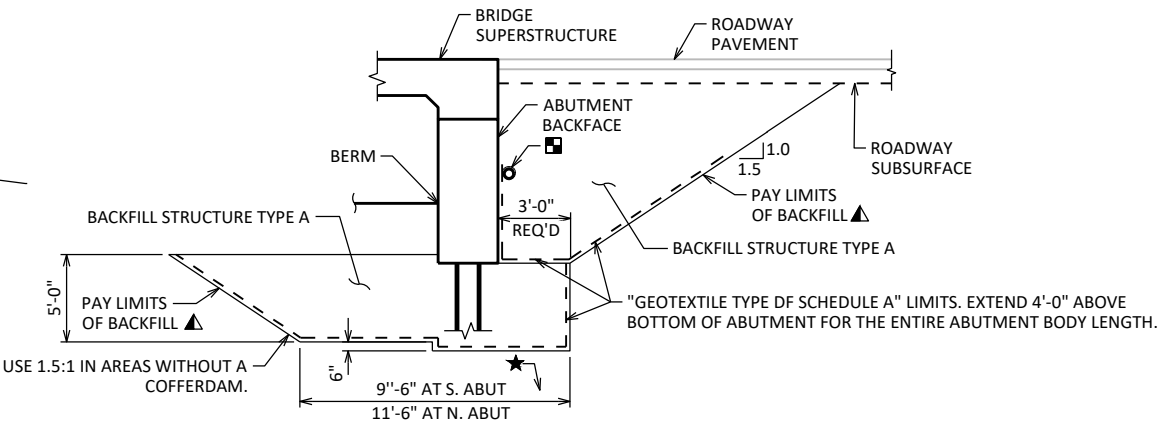 BRIDGE
SUPERSTRUCTURE
ROADWAY
PAVEMENT
ABUTMENT
BACKFACE
BERM
1.0
1.5
ROADWAY
SUBSURFACE
3'-0"
REQ'D
PAY LIMITS
OF BACKFILL
BACKFILL STRUCTURE TYPE A
BACKFILL STRUCTURE TYPE A
5'-0"
PAY LIMITS
OF BACKFILL
"GEOTEXTILE TYPE DF SCHEDULE A" LIMITS. EXTEND 4'-0" ABOVE
BOTTOM OF ABUTMENT FOR THE ENTIRE ABUTMENT BODY LENGTH.
USE 1.5:1 IN AREAS WITHOUT A
COFFERDAM.
6"
9''-6" AT S. ABUT
11'-6" AT N. ABUT